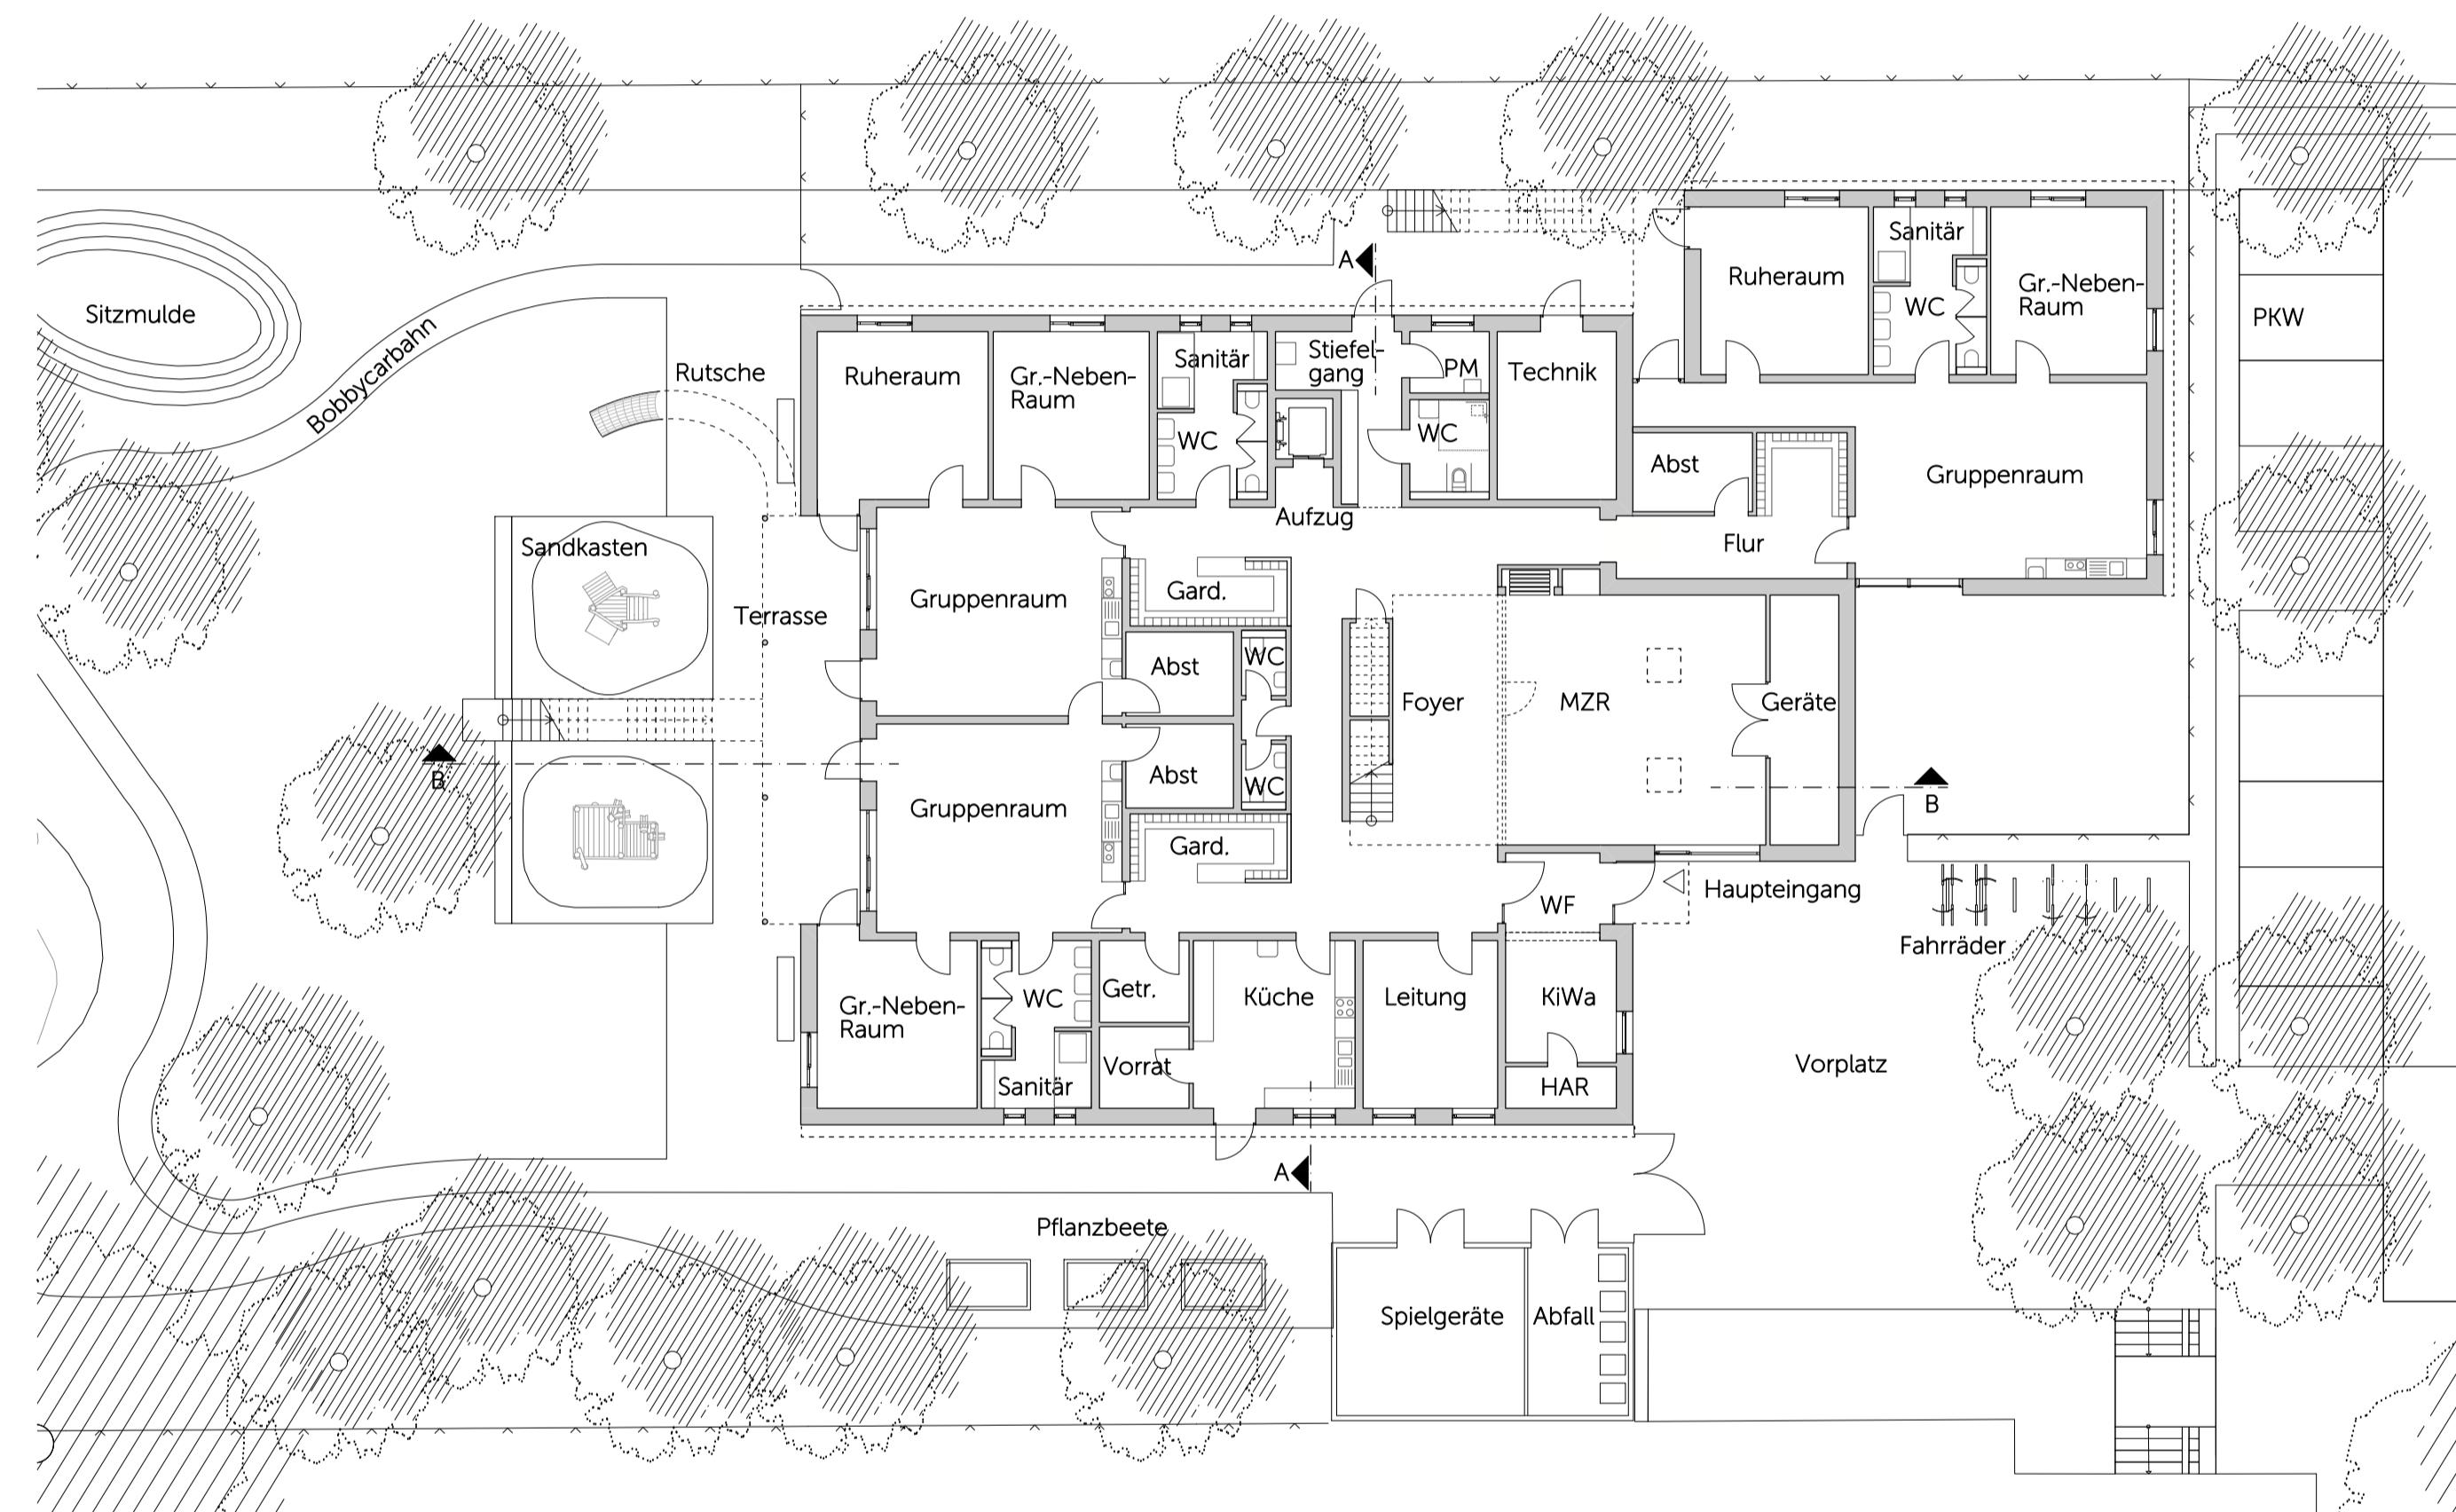 Sitzmulde
Bobbycarbahn
Rutsche
Sandkasten
Terrasse
B
A
Ruheraum
Gr.-Neben-
Raum
Sanitär
WC
Stiefel-
gang
PM
WC
Technik
Aufzug
Ruheraum
Sanitär
WC
Gr.-Neben-
Raum
PKW
Abst
Flur
Gruppenraum
Gruppenraum
Gard.
Abst
WC
Foyer
MZR
Geräte
Gruppenraum
Abst
WC
Gard.
B
WF
Haupteingang
Fahrräder
Gr.-Neben-
Raum
WC
Sanitär
Getr.
Vorrat
Küche
Leitung
KiWa
HAR
Vorplatz
A
Pflanzbeete
Spielgeräte
Abfall